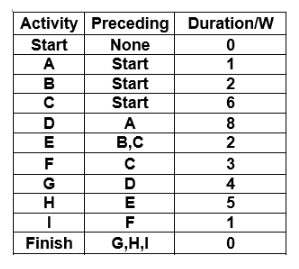 Activity Preceding Duration/W
Start None 0
A Start 1
B Start 2
C Start 6
D A 8
E B,C 2
F C 3
G D 4
H E 5
I F 1
Finish G,H,I 0